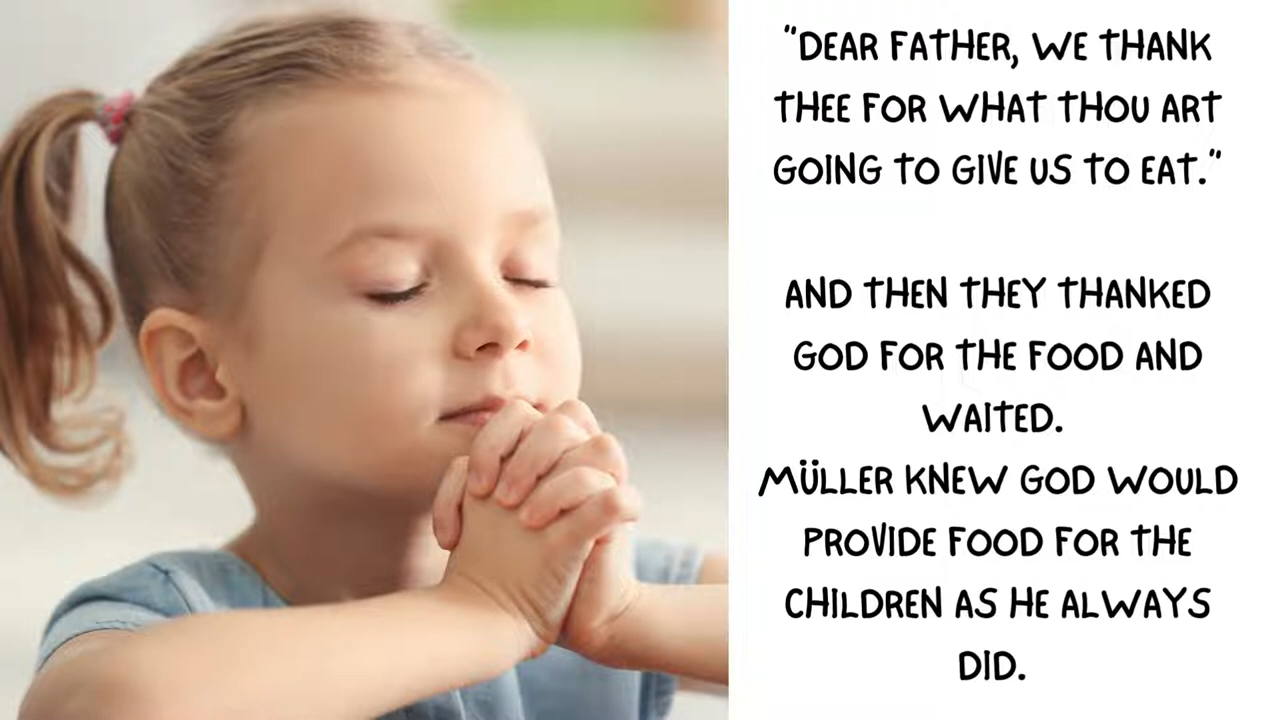 "DEAR FATHER, WE THANK
THEE FOR WHAT THOU ART
GOING TO GIVE US TO EAT."
AND THEN THEY THANKED
GOD FOR THE FOOD AND
WAITED.
MÜLLER KNEW GOD WOULD
PROVIDE FOOD FOR THE
CHILDREN AS HE ALWAYS
DID.